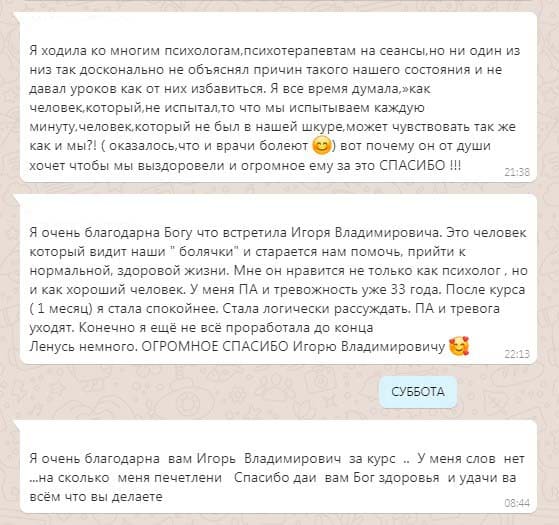 Я ходила ко многим психологам,психотерапевтам на сеансы,но ни один из
низ так досконально не объяснял причин такого нашего состояния и не
давал уроков как от них избавиться. Я все время думала,»как
человек,который,не испытал,то что мы испытываем каждую
минуту,человек,который не был в нашей шкуре,может чувствовать так же
как и мы?! ( оказалось,что и врачи болеют 😊) вот почему он от души
хочет чтобы мы выздоровели и огромное ему за это СПАСИБО !!!
21:38
Я очень благодарна Богу что встретила Игоря Владимировича. Это человек
который видит наши " болячки" и старается нам помочь, прийти к
нормальной, здоровой жизни. Мне он нравится не только как психолог , но
и как хороший человек. У меня ПА и тревожность уже 33 года. После курса
( 1 месяц) я стала спокойнее. Стала логически рассуждать. ПА и тревога
уходят. Конечно я ещё не всё проработала до конца
Ленусь немного. ОГРОМНОЕ СПАСИБО Игорю Владимировичу 🥰
22:13
СУББОТА
Я очень благодарна вам Игорь Владимирович за курс .. У меня слов нет
...на сколько меня печетлени Спасибо даи вам Бог здоровья и удачи ва
всём что вы делаете
08:44